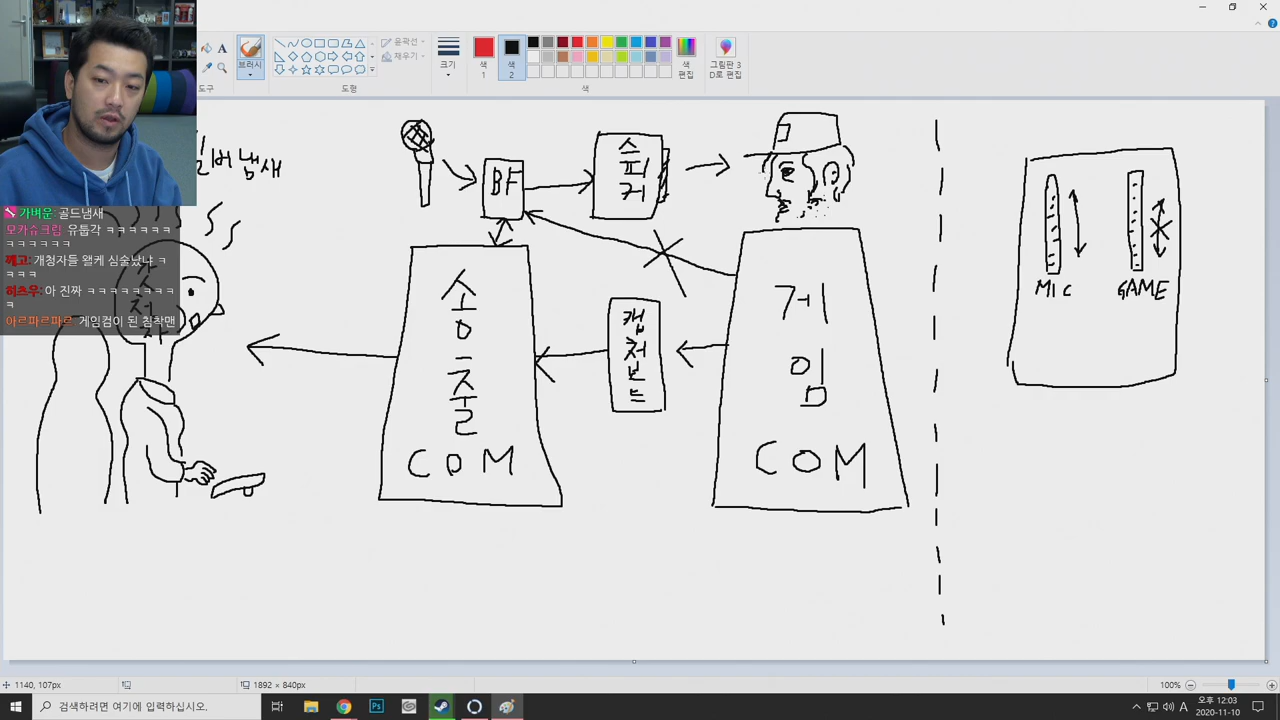 윤곽선
채우기
도구
브러시
도형
크기
색
1
색
2
색
편집
그림판 3
D로 편집
색
버냄새
가벼운: 골드냄새
모카슈크림: 유튭각 ㅋㅋㅋㅋㅋ
ㅋㅋㅋㅋㅋㅋㅋ
깨고: 개청자들 왤케 심술났냐 ㅋ
ㅋㅋㅋㅋ
히츠우: 아 진짜 ㅋㅋㅋㅋㅋㅋㅋㅋ
ㅋ
아르파르파르: 게임컴이 된 침착맨
BF
스피커
송출
COM
캡처보드
게임
COM
MIC
GAME
1140, 107px
1892 × 840px
100%
검색하려면 여기에 입력하십시오.
Ps
A
오후 12:03
2020-11-10